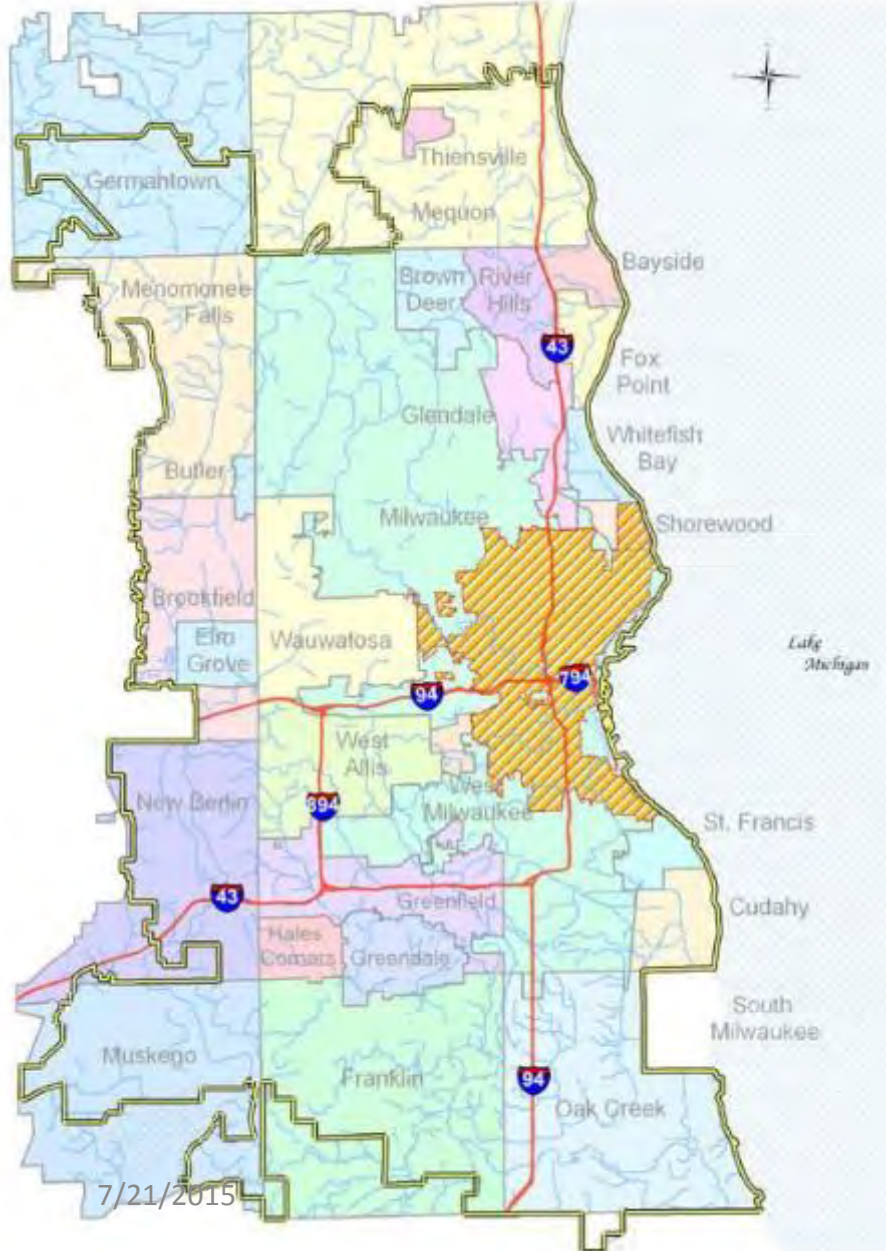 Thiensville
Germantown
Mequon
Bayside
Brown
Deer
River
Hills
Menomonee
Falls
43
Fox
Point
Glendale
Whitefish
Bay
Butler
Milwaukee
Shorewood
Brookfield
Elm
Grove
Wauwatosa
Lake
Michigan
794
94
West
Allis
New Berlin
894
West
Milwaukee
St. Francis
43
Greenfield
Cudahy
Hales
Corners
Greendale
South
Milwaukee
Muskego
Franklin
94
Oak Creek
7/21/2015